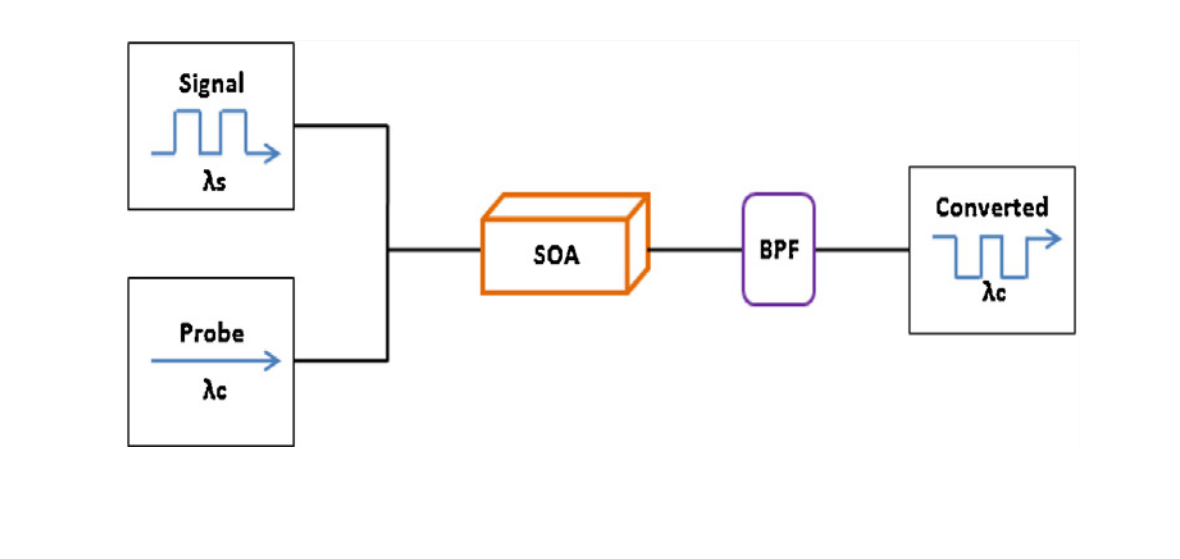 Signal
λs
Probe
λc
SOA
BPF
Converted
λc